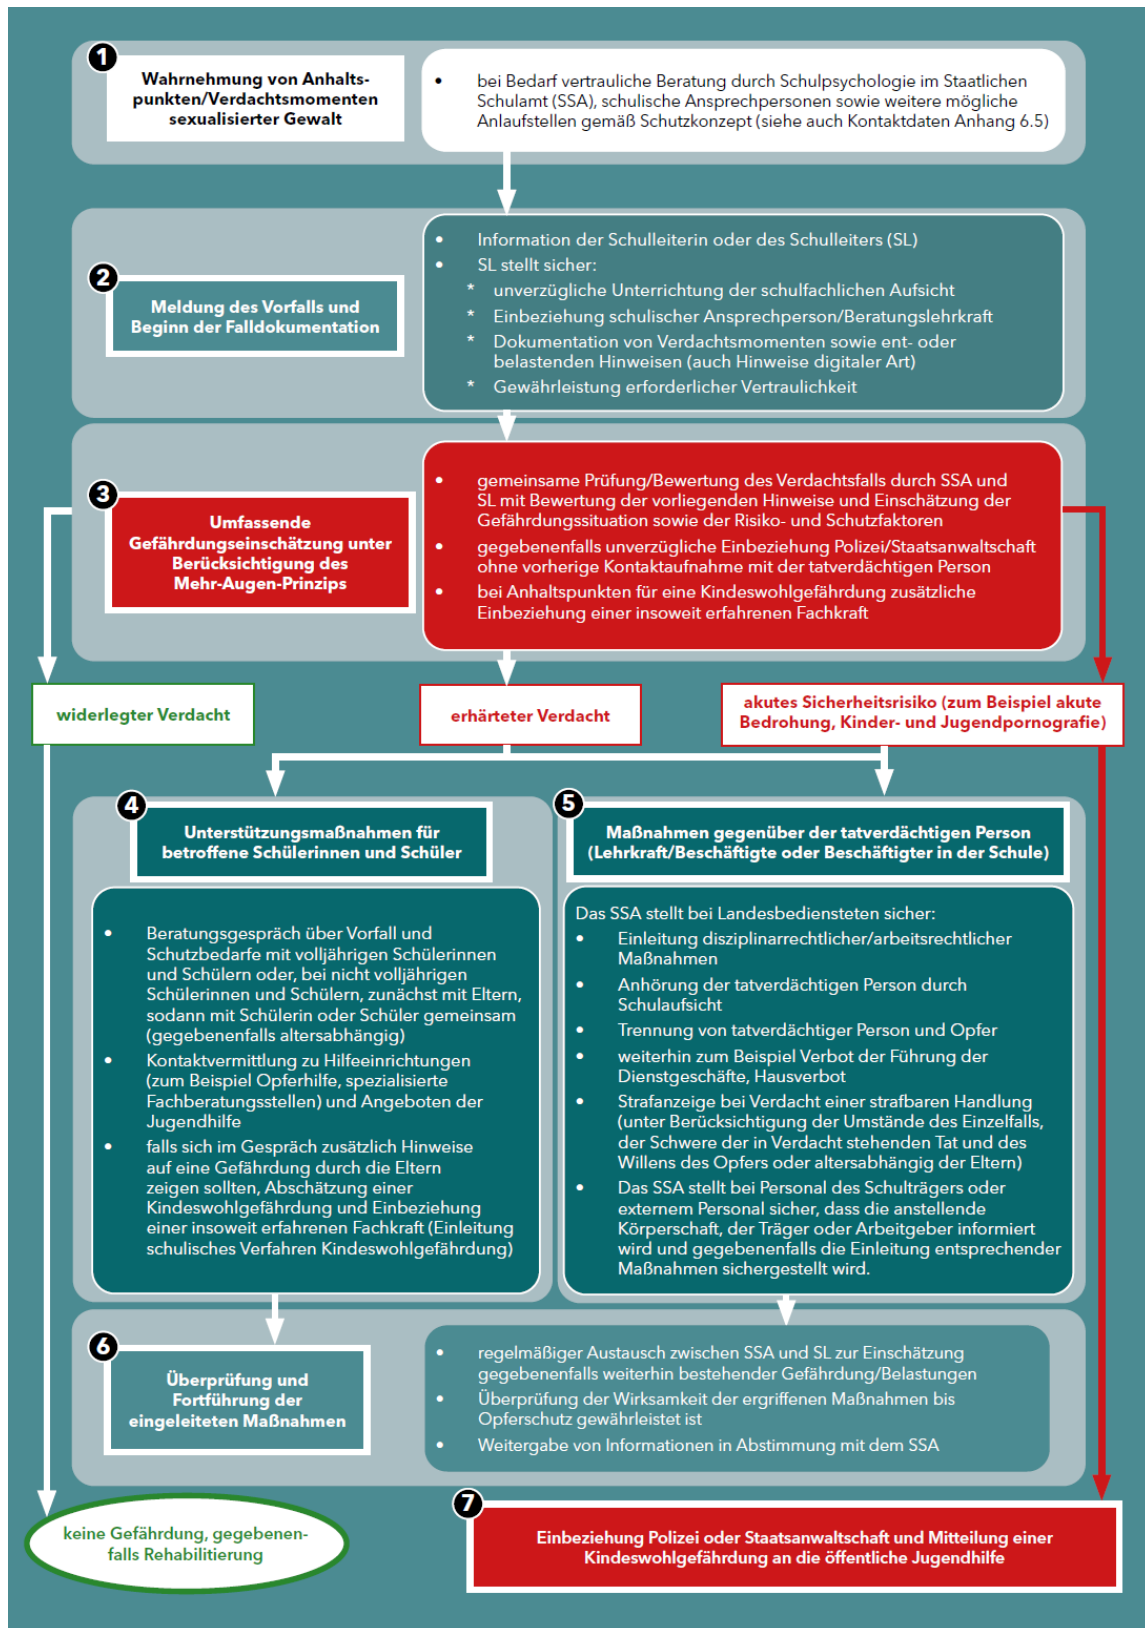 1
Wahrnehmung von Anhalts-
punkten/Verdachtsmomenten
sexualisierter Gewalt
• bei Bedarf vertrauliche Beratung durch Schulpsychologie im Staatlichen
Schulamt (SSA), schulische Ansprechpersonen sowie weitere mögliche
Anlaufstellen gemäß Schutzkonzept (siehe auch Kontaktdaten Anhang 6.5)
2
Meldung des Vorfalls und
Beginn der Falldokumentation
• Information der Schulleiterin oder des Schulleiters (SL)
• SL stellt sicher:
* unverzügliche Unterrichtung der schulfachlichen Aufsicht
* Einbeziehung schulischer Ansprechperson/Beratungslehrkraft
* Dokumentation von Verdachtsmomenten sowie ent- oder
belastenden Hinweisen (auch Hinweise digitaler Art)
* Gewährleistung erforderlicher Vertraulichkeit
3
Umfassende
Gefährdungseinschätzung unter
Berücksichtigung des
Mehr-Augen-Prinzips
• gemeinsame Prüfung/Bewertung des Verdachtsfalls durch SSA und
SL mit Bewertung der vorliegenden Hinweise und Einschätzung der
Gefährdungssituation sowie der Risiko- und Schutzfaktoren
• gegebenenfalls unverzügliche Einbeziehung Polizei/Staatsanwaltschaft
ohne vorherige Kontaktaufnahme mit der tatverdächtigen Person
• bei Anhaltspunkten für eine Kindeswohlgefährdung zusätzliche
Einbeziehung einer insoweit erfahrenen Fachkraft
widerlegter Verdacht
erhärteter Verdacht
akutes Sicherheitsrisiko (zum Beispiel akute
Bedrohung, Kinder- und Jugendpornografie)
4
Unterstützungsmaßnahmen für
betroffene Schülerinnen und Schüler
• Beratungsgespräch über Vorfall und
Schutzbedarfe mit volljährigen Schülerinnen
und Schülern oder, bei nicht volljährigen
Schülerinnen und Schülern, zunächst mit Eltern,
sodann mit Schülerin oder Schüler gemeinsam
(gegebenenfalls altersabhängig)
• Kontaktvermittlung zu Hilfeeinrichtungen
(zum Beispiel Opferhilfe, spezialisierte
Fachberatungsstellen) und Angeboten der
Jugendhilfe
• falls sich im Gespräch zusätzlich Hinweise
auf eine Gefährdung durch die Eltern
zeigen sollten, Abschätzung einer
Kindeswohlgefährdung und Einbeziehung
einer insoweit erfahrenen Fachkraft (Einleitung
schulisches Verfahren Kindeswohlgefährdung)
5
Maßnahmen gegenüber der tatverdächtigen Person
(Lehrkraft/Beschäftigte oder Beschäftigter in der Schule)
Das SSA stellt bei Landesbediensteten sicher:
• Einleitung disziplinarrechtlicher/arbeitsrechtlicher
Maßnahmen
• Anhörung der tatverdächtigen Person durch
Schulaufsicht
• Trennung von tatverdächtiger Person und Opfer
• weiterhin zum Beispiel Verbot der Führung der
Dienstgeschäfte, Hausverbot
• Strafanzeige bei Verdacht einer strafbaren Handlung
(unter Berücksichtigung der Umstände des Einzelfalls,
der Schwere der in Verdacht stehenden Tat und des
Willens des Opfers oder altersabhängig der Eltern)
• Das SSA stellt bei Personal des Schulträgers oder
externem Personal sicher, dass die anstellende
Körperschaft, der Träger oder Arbeitgeber informiert
wird und gegebenenfalls die Einleitung entsprechender
Maßnahmen sichergestellt wird.
6
Überprüfung und
Fortführung der
eingeleiteten Maßnahmen
• regelmäßiger Austausch zwischen SSA und SL zur Einschätzung
gegebenenfalls weiterhin bestehender Gefährdung/Belastungen
• Überprüfung der Wirksamkeit der ergriffenen Maßnahmen bis
Opferschutz gewährleistet ist
• Weitergabe von Informationen in Abstimmung mit dem SSA
keine Gefährdung, gegebenen-
falls Rehabilitierung
7
Einbeziehung Polizei oder Staatsanwaltschaft und Mitteilung einer
Kindeswohlgefährdung an die öffentliche Jugendhilfe